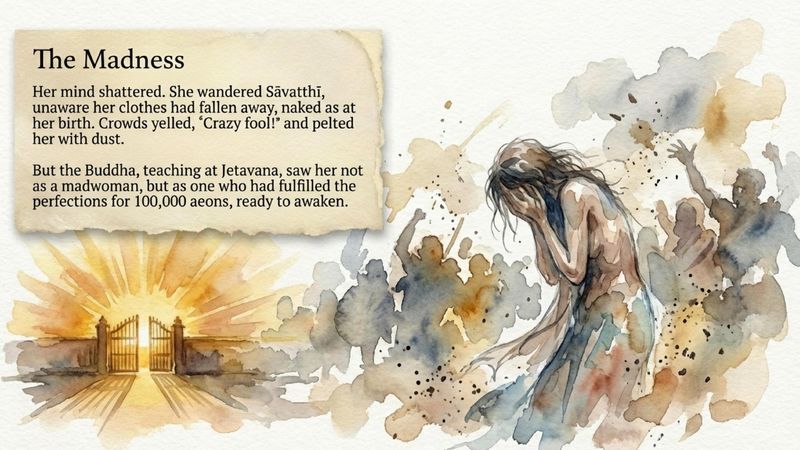 The Madness
Her mind shattered. She wandered Sāvatthī,
unaware her clothes had fallen away, naked as at
her birth. Crowds yelled, ‘Crazy fool!" and pelted
her with dust.
But the Buddha, teaching at Jetavana, saw her not
as a madwoman, but as one who had fulfilled the
perfections for 100,000 aeons, ready to awaken.